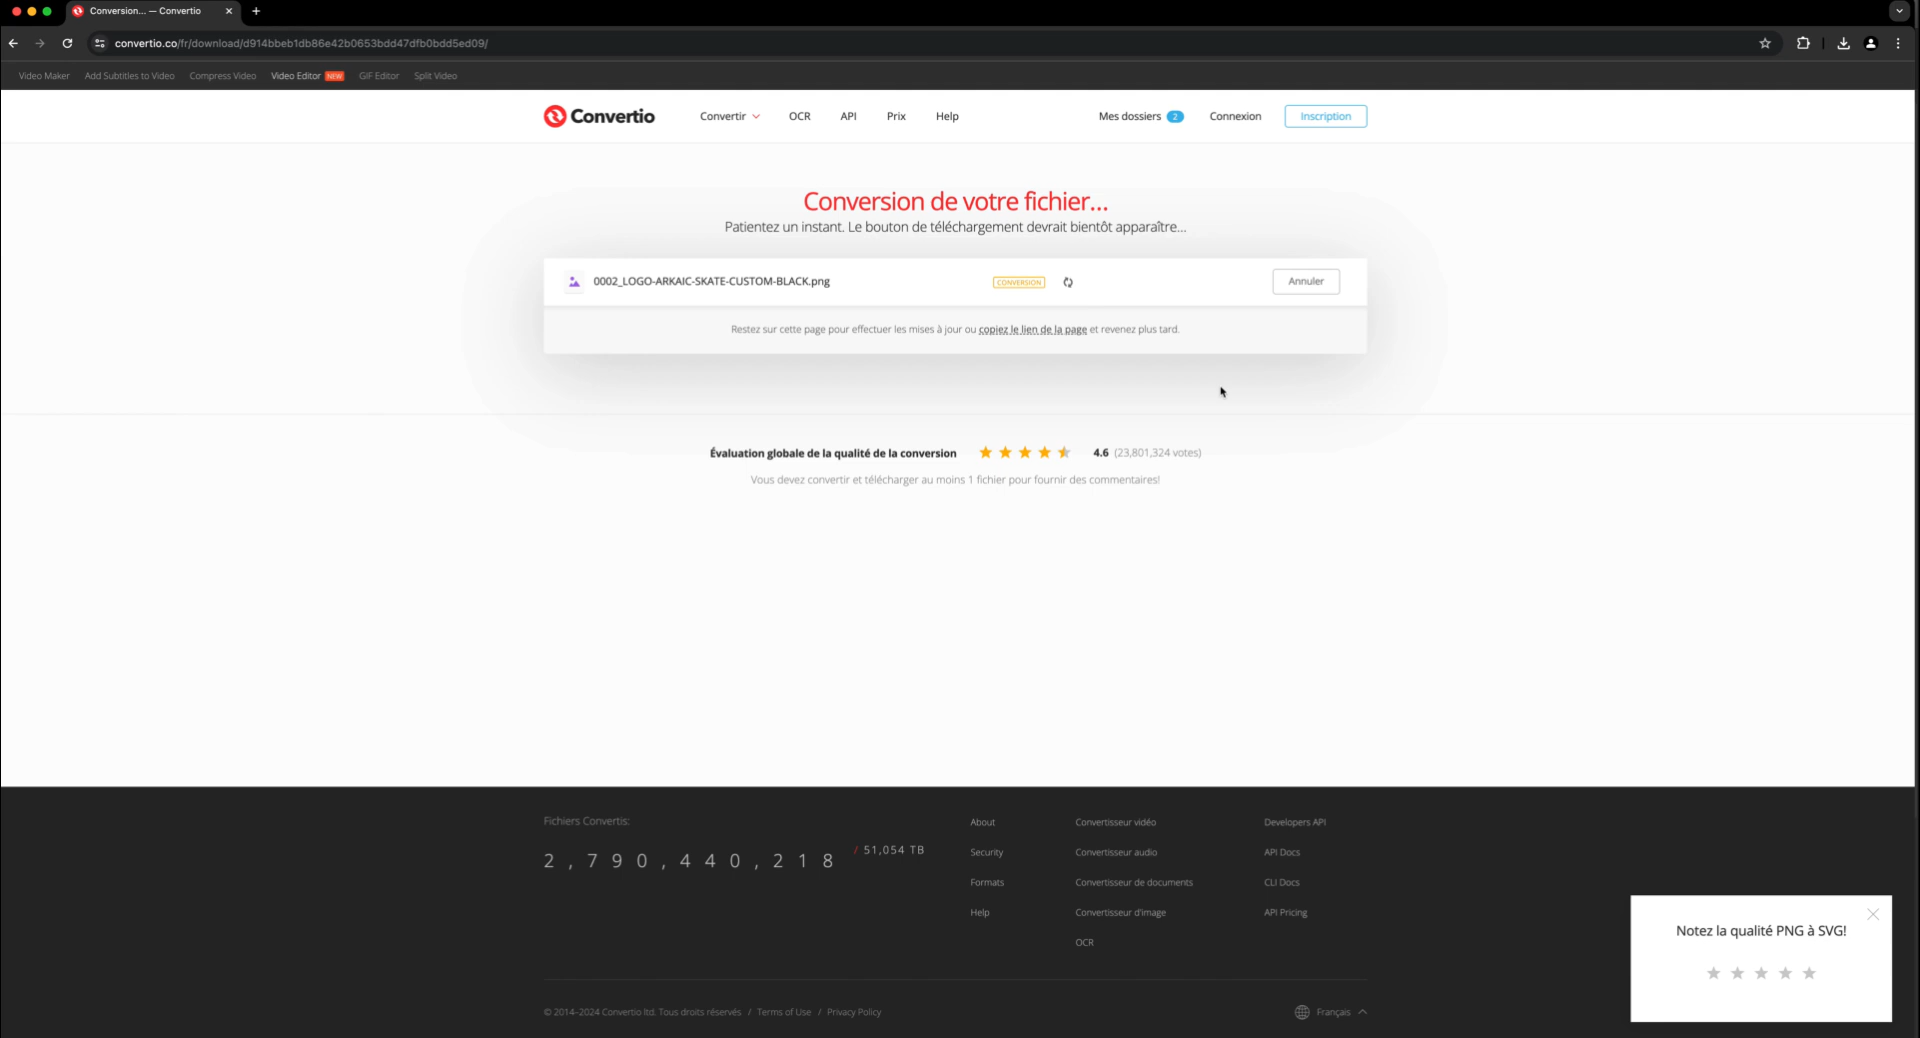 Conversion... — Convertio
convertio.co/fr/download/d914bbeb1db86e42b0653bdd47dfb0bdd5ed09/
Video Maker Add Subtitles to Video Compress Video Video Editor NEW GIF Editor Split Video
Convertio Convertir OCR API Prix Help Mes dossiers 2 Connexion Inscription
Conversion de votre fichier...
Patientez un instant. Le bouton de téléchargement devrait bientôt apparaître...
0002_LOGO-ARKAIC-SKATE-CUSTOM-BLACK.png CONVERSION Annuler
Restez sur cette page pour effectuer les mises à jour ou copiez le lien de la page et revenez plus tard.
Évaluation globale de la qualité de la conversion 4.6 (23,801,324 votes)
Vous devez convertir et télécharger au moins 1 fichier pour fournir des commentaires!
Fichiers Convertis:
2,790,440,218 / 51,054 TB
About
Security
Formats
Help
Convertisseur vidéo
Convertisseur audio
Convertisseur de documents
Convertisseur d'image
OCR
Developers API
API Docs
CLI Docs
API Pricing
Notez la qualité PNG à SVG!
© 2014–2024 Convertio ltd. Tous droits réservés / Terms of Use / Privacy Policy
Français